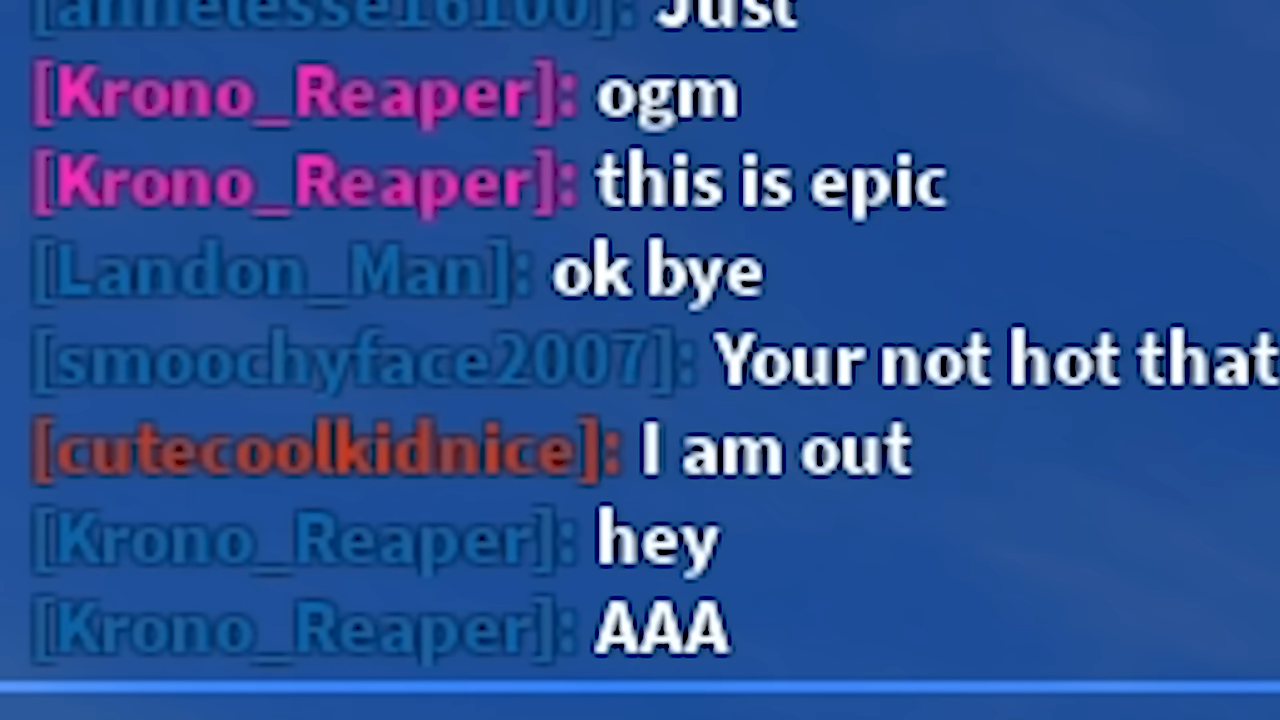 [annelesse16100]: Just
[Krono_Reaper]: ogm
[Krono_Reaper]: this is epic
[Landon_Man]: ok bye
[smoochyface2007]: Your not hot that
[cutecoolkidnice]: I am out
[Krono_Reaper]: hey
[Krono_Reaper]: AAA